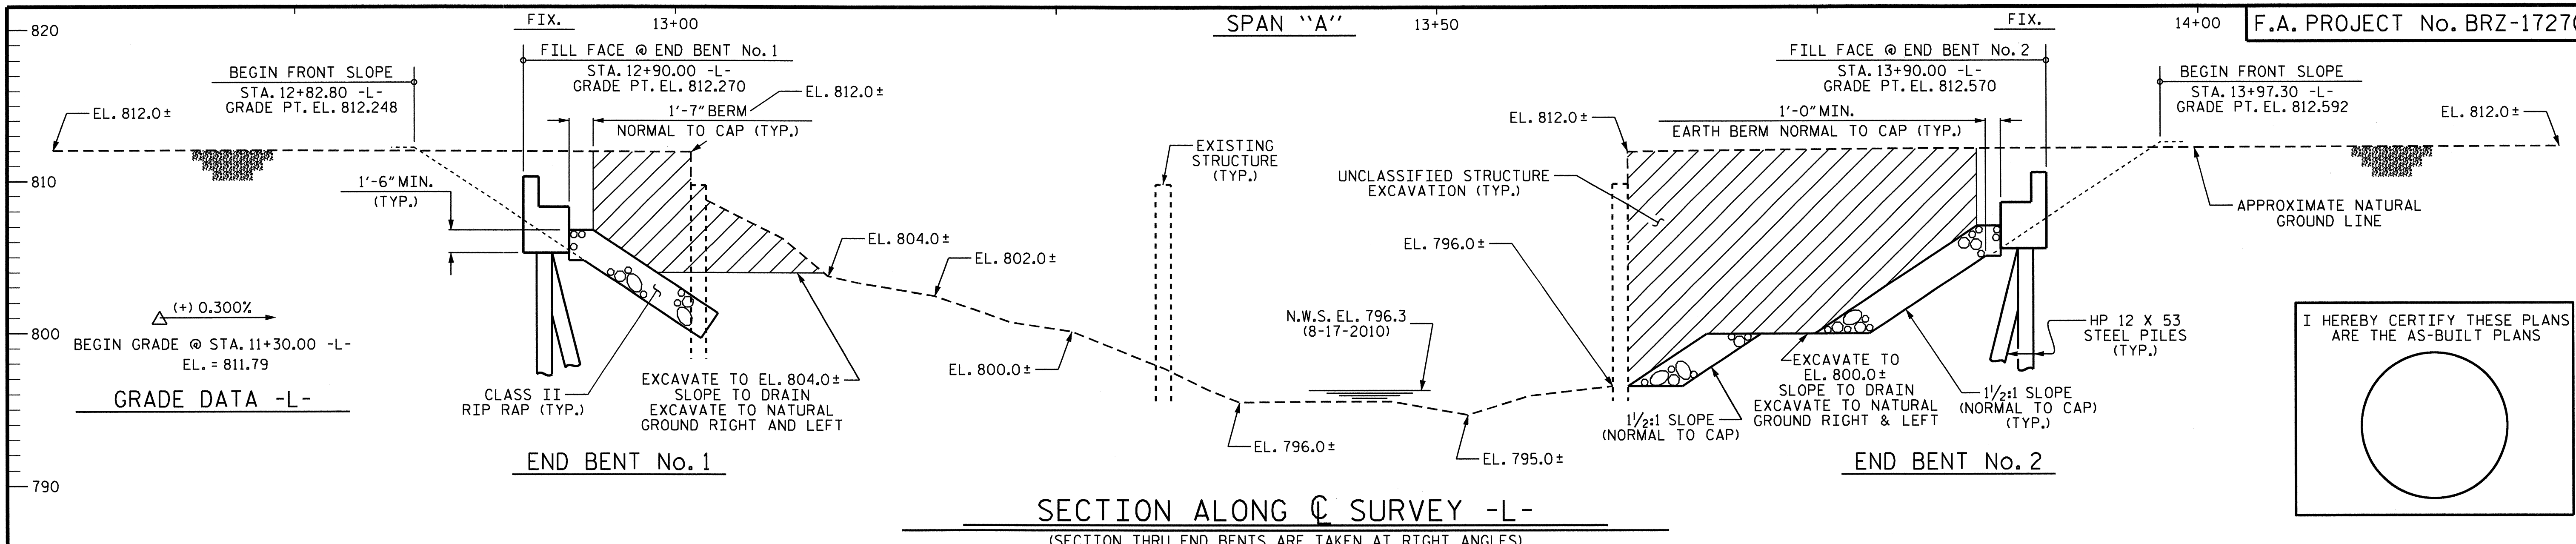 820
810
800
790
FIX.
13+00
SPAN "A"
13+50
FIX.
14+00
F.A. PROJECT No. BRZ-1727
BEGIN FRONT SLOPE
STA. 12+82.80 -L-
GRADE PT. EL. 812.248
FILL FACE @ END BENT No. 1
STA. 12+90.00 -L-
GRADE PT. EL. 812.270
EL. 812.0±
EL. 812.0±
1'-7" BERM
NORMAL TO CAP (TYP.)
1'-6" MIN.
(TYP.)
EXISTING
STRUCTURE
(TYP.)
EL. 804.0±
EL. 802.0±
EL. 800.0±
(+) 0.300%
BEGIN GRADE @ STA. 11+30.00 -L-
EL. = 811.79
GRADE DATA -L-
CLASS II
RIP RAP (TYP.)
EXCAVATE TO EL. 804.0±
SLOPE TO DRAIN
EXCAVATE TO NATURAL
GROUND RIGHT AND LEFT
END BENT No. 1
N.W.S. EL. 796.3
(8-17-2010)
EL. 796.0±
EL. 795.0±
FILL FACE @ END BENT No. 2
STA. 13+90.00 -L-
GRADE PT. EL. 812.570
EL. 812.0±
1'-0" MIN.
EARTH BERM NORMAL TO CAP (TYP.)
UNCLASSIFIED STRUCTURE
EXCAVATION (TYP.)
EL. 796.0±
BEGIN FRONT SLOPE
STA. 13+97.30 -L-
GRADE PT. EL. 812.592
EL. 812.0±
APPROXIMATE NATURAL
GROUND LINE
HP 12 X 53
STEEL PILES
(TYP.)
1½:1 SLOPE
(NORMAL TO CAP)
EXCAVATE TO
EL. 800.0±
SLOPE TO DRAIN
EXCAVATE TO NATURAL
GROUND RIGHT & LEFT
1½:1 SLOPE
(NORMAL TO CAP)
(TYP.)
END BENT No. 2
I HEREBY CERTIFY THESE PLANS
ARE THE AS-BUILT PLANS
SECTION ALONG ℄ SURVEY -L-
(SECTION THRU END BENTS ARE TAKEN AT RIGHT ANGLES)